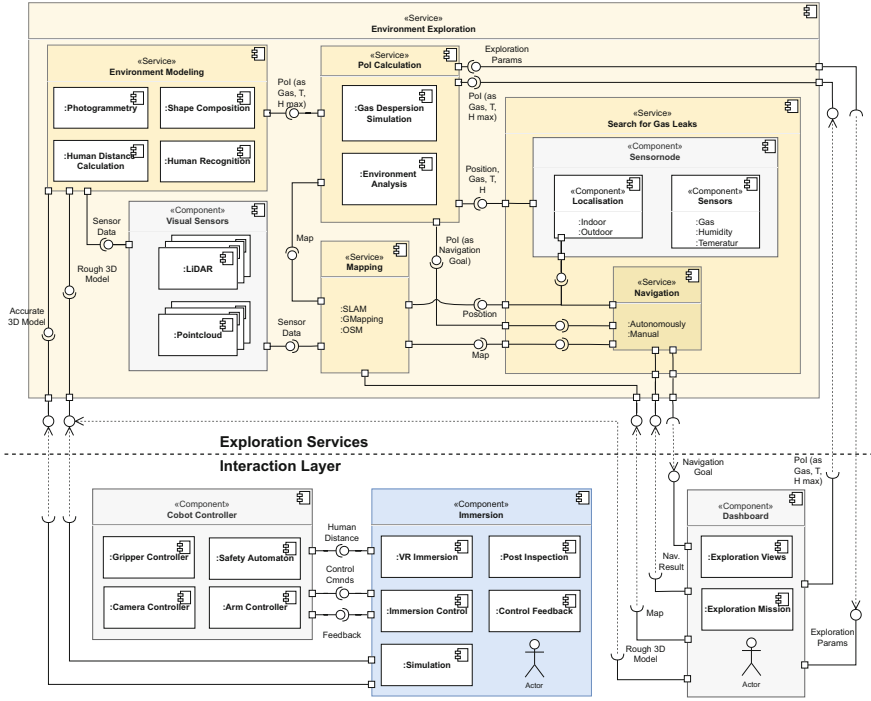 «Service»
Environment Exploration
«Service»
Environment Modeling
:Photogrammetry
:Shape Composition
:Human Distance
Calculation
:Human Recognition
PoI (as
Gas, T,
H max)
«Service»
PoI Calculation
:Gas Despersion
Simulation
:Environment
Analysis
Exploration
Params
PoI (as
Gas, T,
H max)
«Service»
Search for Gas Leaks
«Component»
Sensornode
«Component»
Localisation
:Indoor
:Outdoor
«Component»
Sensors
:Gas
:Humidity
:Temeratur
Position,
Gas, T,
H
Sensor
Data
Rough 3D
Model
Accurate
3D Model
«Component»
Visual Sensors
:LiDAR
:Pointcloud
Map
Sensor
Data
«Service»
Mapping
:SLAM
:GMapping
:OSM
PoI (as
Navigation
Goal)
Posotion
Map
«Service»
Navigation
:Autonomously
:Manual
Exploration Services
Interaction Layer
«Component»
Cobot Controller
:Gripper Controller
:Safety Automaton
:Camera Controller
:Arm Controller
Human
Distance
Control
Cmnds
Feedback
«Component»
Immersion
:VR Immersion
:Post Inspection
:Immersion Control
:Control Feedback
:Simulation
Actor
Navigation
Goal
PoI (as
Gas, T,
H max)
Nav.
Result
Map
Rough 3D
Model
«Component»
Dashboard
:Exploration Views
:Exploration Mission
Actor
Exploration
Params